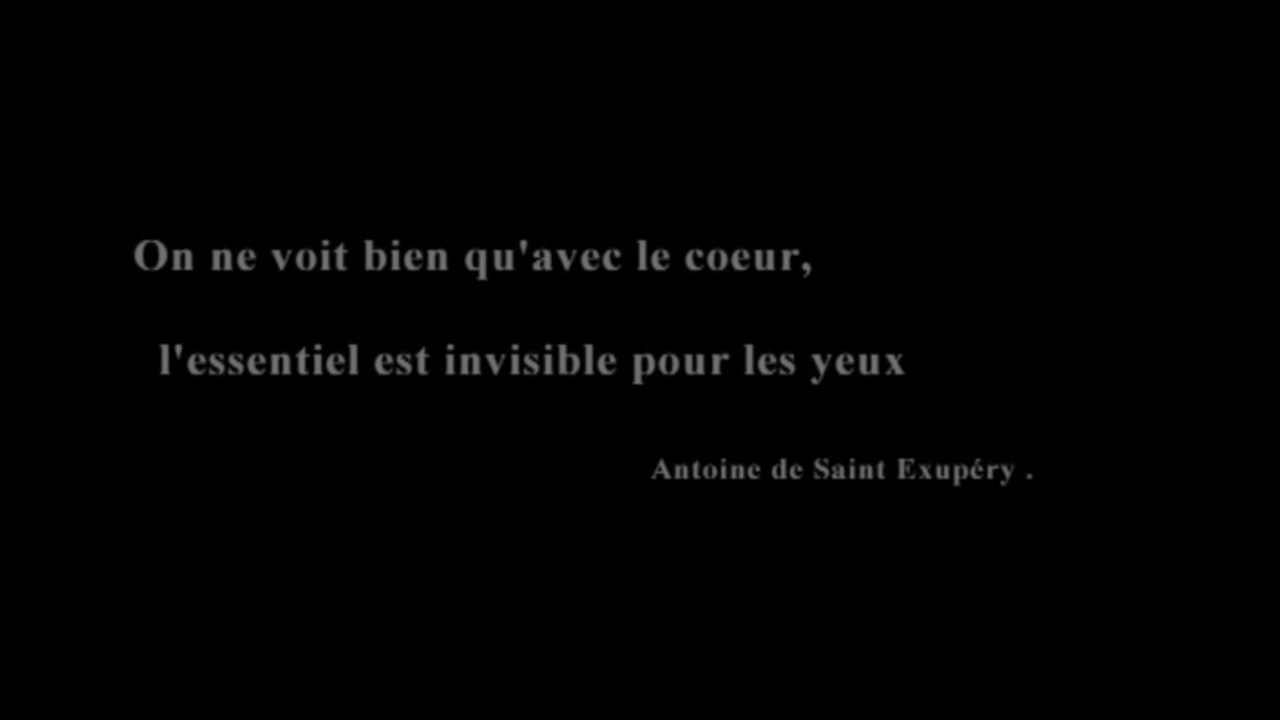 On ne voit bien qu'avec le coeur,
l'essentiel est invisible pour les yeux
Antoine de Saint Exupéry .